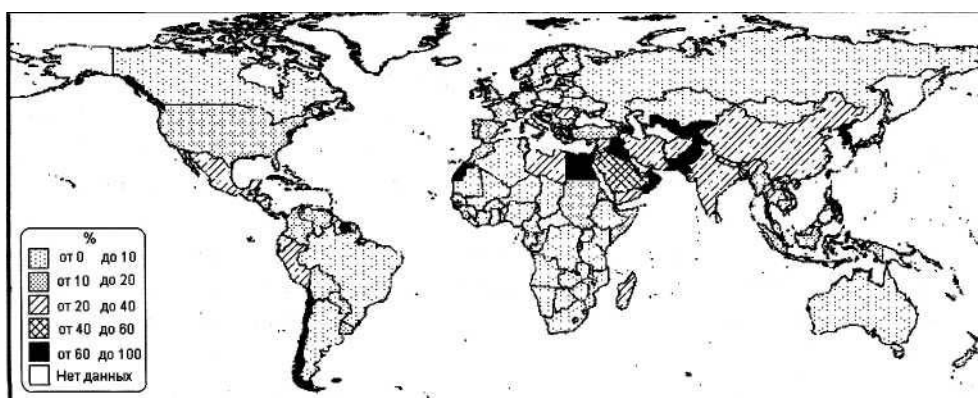 %
от 0 до 10
от 10 до 20
от 20 до 40
от 40 до 60
от 60 до 100
Нет данных